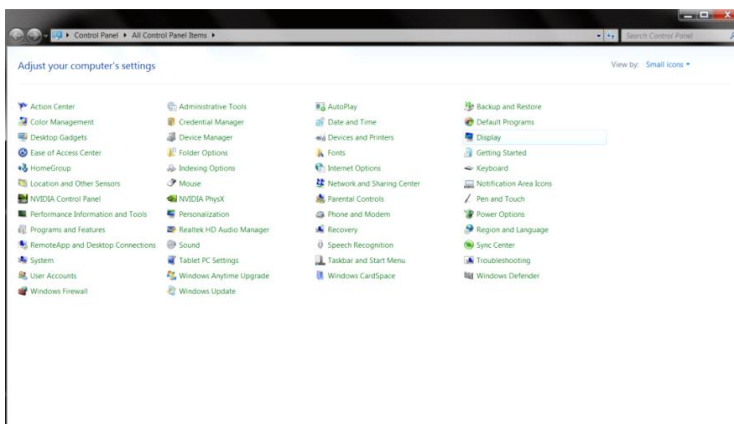 Control Panel ▸ All Control Panel Items ▸
Search Control Panel
Adjust your computer's settings
View by: Small icons
Action Center Administrative Tools AutoPlay Backup and Restore
Color Management Credential Manager Date and Time Default Programs
Desktop Gadgets Device Manager Devices and Printers Display
Ease of Access Center Folder Options Fonts Getting Started
HomeGroup Indexing Options Internet Options Keyboard
Location and Other Sensors Mouse Network and Sharing Center Notification Area Icons
NVIDIA Control Panel NVIDIA PhysX Parental Controls Pen and Touch
Performance Information and Tools Personalization Phone and Modem Power Options
Programs and Features Realtek HD Audio Manager Recovery Region and Language
RemoteApp and Desktop Connections Sound Speech Recognition Sync Center
System Tablet PC Settings Taskbar and Start Menu Troubleshooting
User Accounts Windows Anytime Upgrade Windows CardSpace Windows Defender
Windows Firewall Windows Update